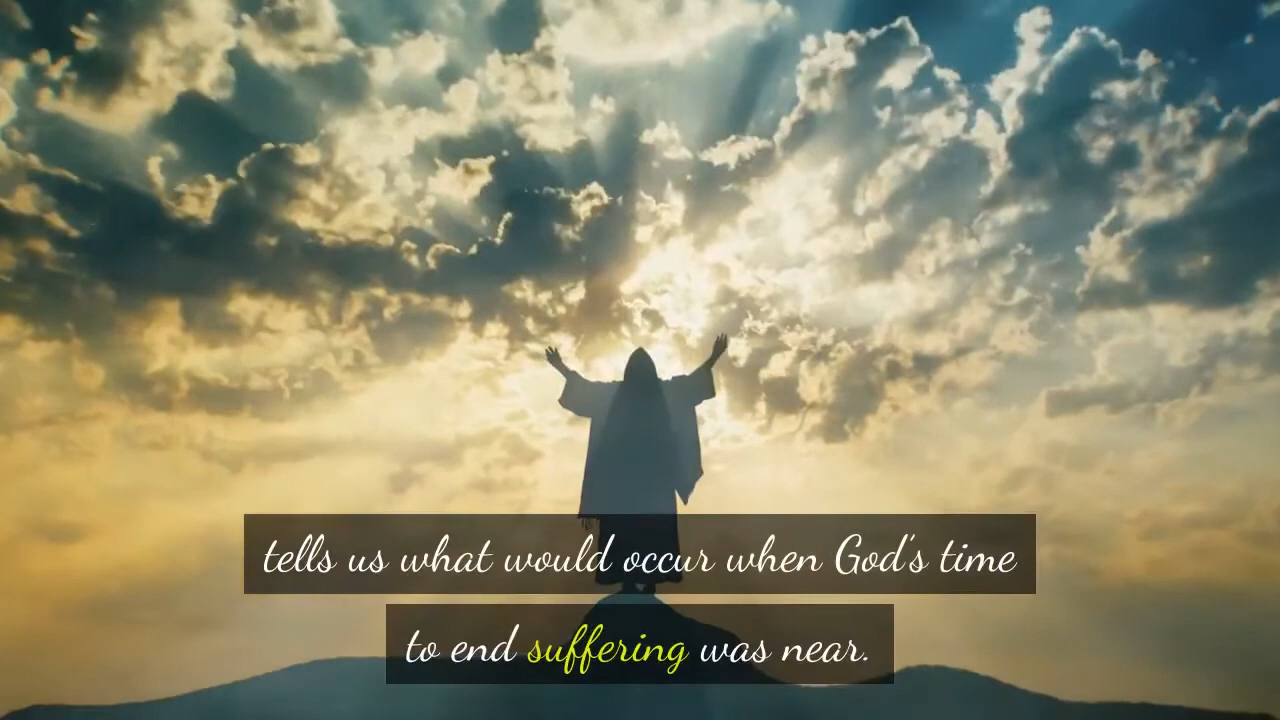 tells us what would occur when God's time
to end suffering was near.